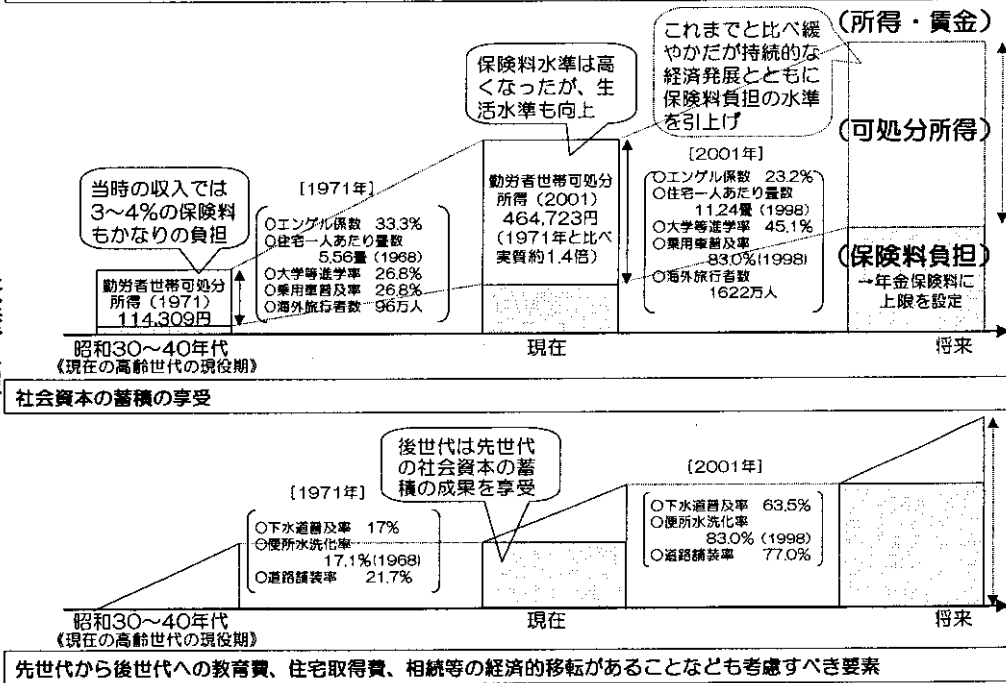 (所得・賃金)
これまでと比べ緩
やかだが持続的な
経済発展とともに
保険料負担の水準
を引上げ
保険料水準は高
くなったが、生
活水準も向上
(可処分所得)
当時の収入では
3~4%の保険料
もかなりの負担
[1971年]
○エンゲル係数 33.3%
○住宅一人あたり畳数
5.56畳 (1968)
○大学等進学率 26.8%
○乗用車普及率 26.8%
○海外旅行者数 96万人
勤労者世帯可処分
所得 (2001)
464,723円
(1971年と比べ
実質約1.4倍)
[2001年]
○エンゲル係数 23.2%
○住宅一人あたり畳数
11.24畳 (1998)
○大学等進学率 45.1%
○乗用車普及率
83.0%(1998)
○海外旅行者数
1622万人
(保険料負担)
→年金保険料に
上限を設定
勤労者世帯可処分
所得 (1971)
114,309円
昭和30~40年代
《現在の高齢世代の現役期》
現在
将来
社会資本の蓄積の享受
後世代は先世代
の社会資本の蓄
積の成果を享受
[1971年]
○下水道普及率 17%
○便所水洗化率
17.1%(1968)
○道路舗装率 21.7%
[2001年]
○下水道普及率 63.5%
○便所水洗化率
83.0% (1998)
○道路舗装率 77.0%
昭和30~40年代
《現在の高齢世代の現役期》
現在
将来
先世代から後世代への教育費、住宅取得費、相続等の経済的移転があることなども考慮すべき要素